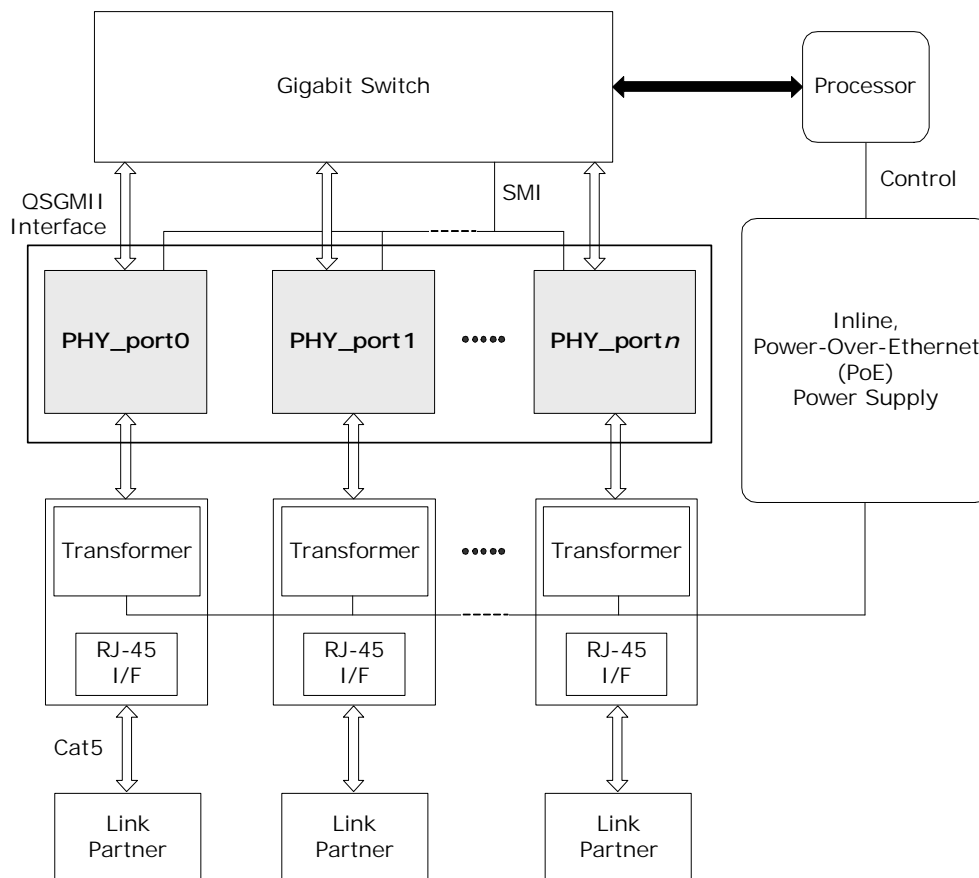 Gigabit Switch
Processor
QSGMII
Interface
SMI
Control
PHY_port0
PHY_port1
PHY_portn
Inline,
Power-Over-Ethernet
(PoE)
Power Supply
Transformer
Transformer
Transformer
RJ-45
I/F
RJ-45
I/F
RJ-45
I/F
Cat5
Link
Partner
Link
Partner
Link
Partner